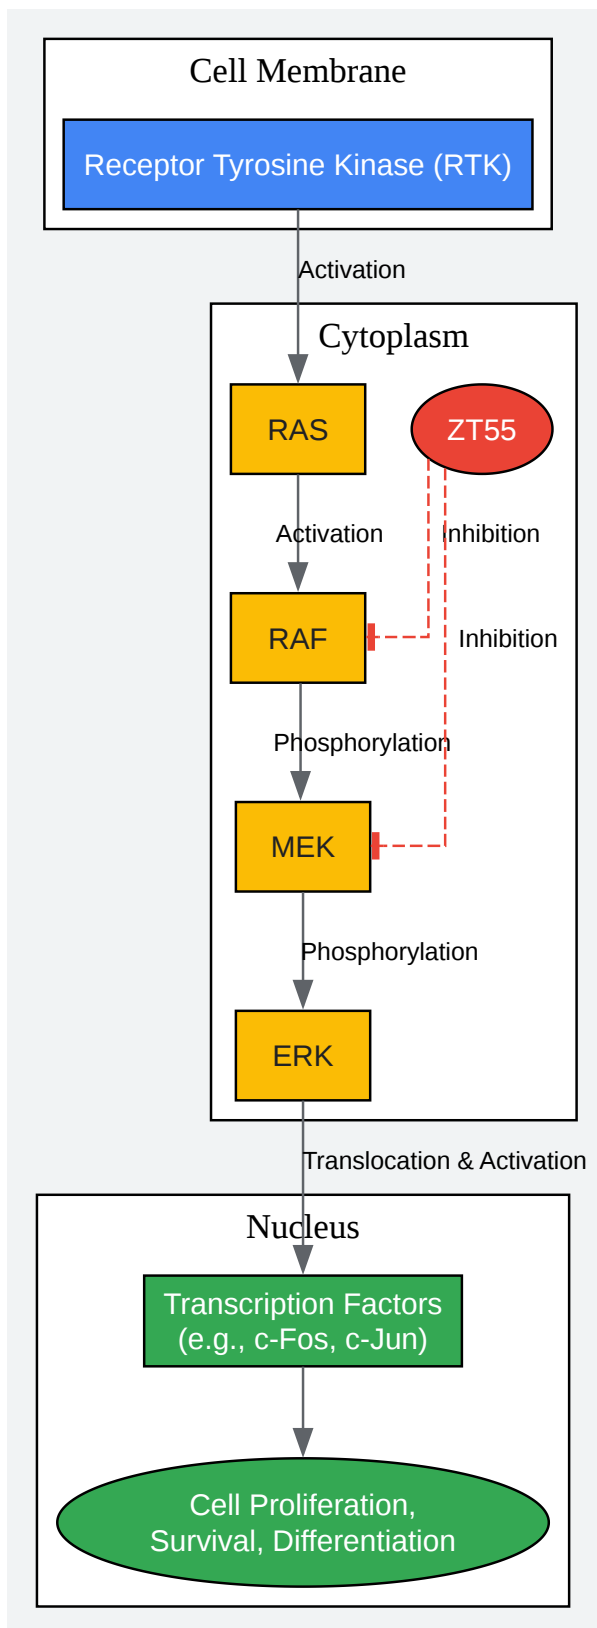 Cell Membrane
Receptor Tyrosine Kinase (RTK)
Activation
Cytoplasm
RAS
ZT55
Activation
Inhibition
RAF
Inhibition
Phosphorylation
MEK
Phosphorylation
ERK
Translocation & Activation
Nucleus
Transcription Factors
(e.g., c-Fos, c-Jun)
Cell Proliferation,
Survival, Differentiation